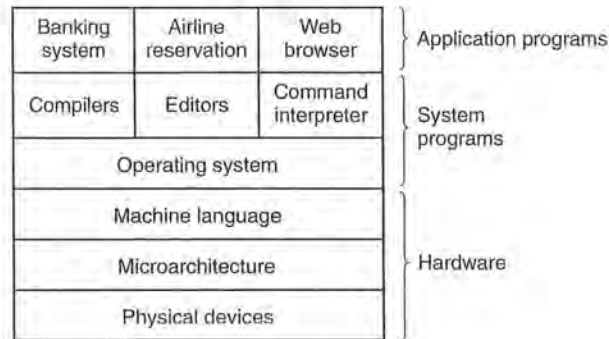 Banking system
Airline reservation
Web browser
Application programs
Compilers
Editors
Command interpreter
System programs
Operating system
Machine language
Microarchitecture
Hardware
Physical devices